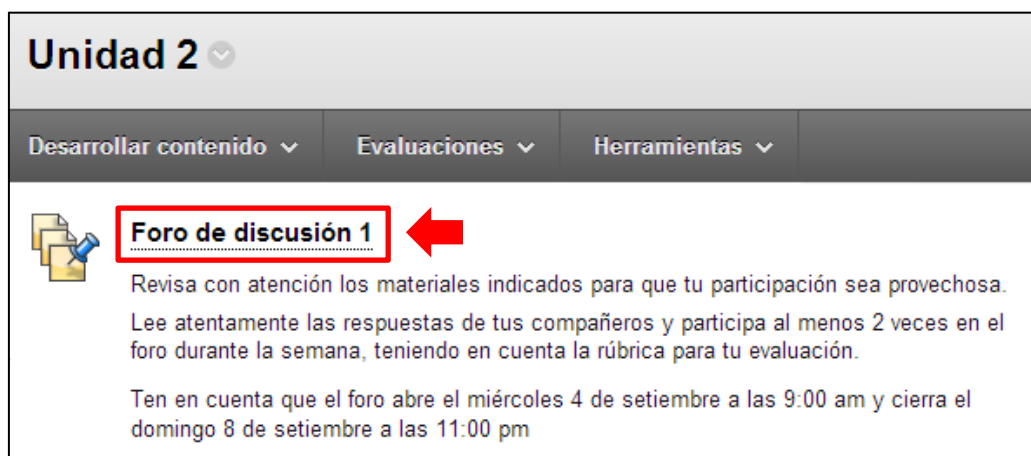 Unidad 2
Desarrollar contenido Evaluaciones Herramientas
Foro de discusión 1
Revisa con atención los materiales indicados para que tu participación sea provechosa.
Lee atentamente las respuestas de tus compañeros y participa al menos 2 veces en el
foro durante la semana, teniendo en cuenta la rúbrica para tu evaluación.
Ten en cuenta que el foro abre el miércoles 4 de setiembre a las 9:00 am y cierra el
domingo 8 de setiembre a las 11:00 pm